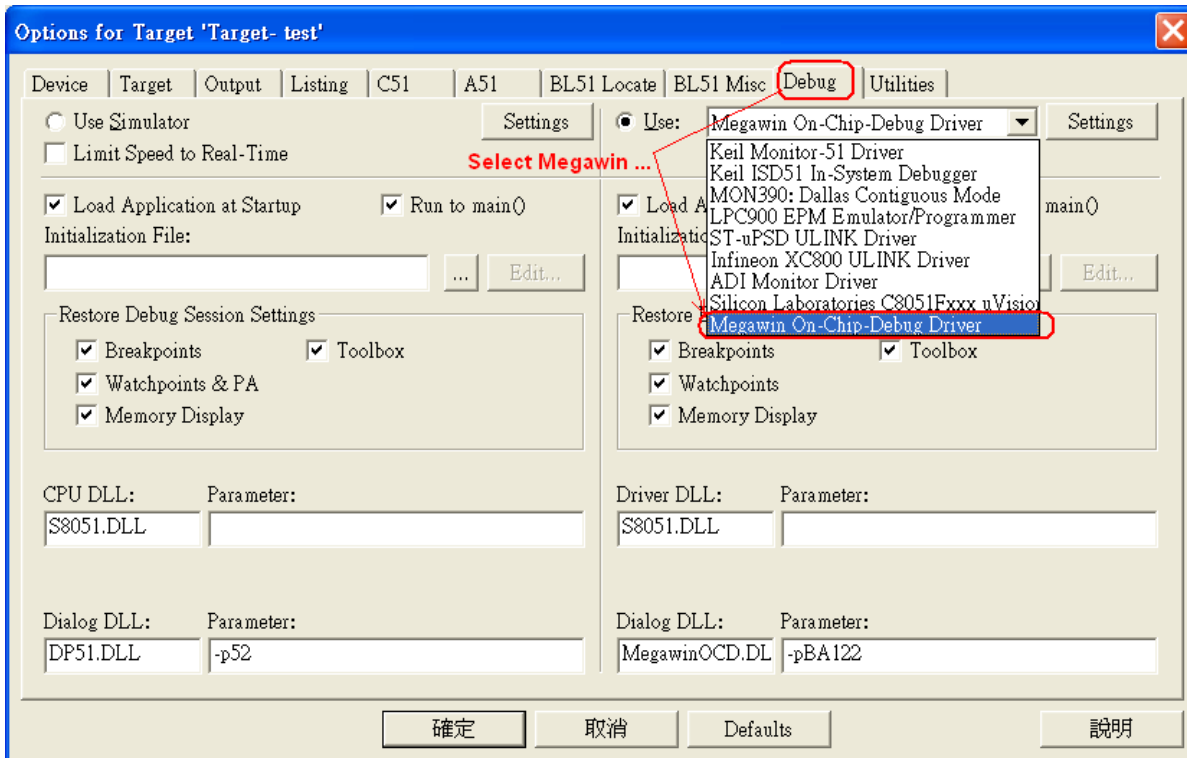 Options for Target 'Target- test'
Device Target Output Listing C51 A51 BL51 Locate BL51 Misc Debug Utilities
Use Simulator Settings
Limit Speed to Real-Time
Select Megawin ...
Load Application at Startup Run to main()
Initialization File:
... Edit...
Restore Debug Session Settings
Breakpoints Toolbox
Watchpoints & PA
Memory Display
CPU DLL: Parameter:
S8051.DLL
Dialog DLL: Parameter:
DP51.DLL -p52
Use: Megawin On-Chip-Debug Driver Settings
Keil Monitor-51 Driver
Keil ISD51 In-System Debugger
MON390: Dallas Contiguous Mode
LPC900 EPM Emulator/Programmer
ST-uPSD ULINK Driver
Infineon XC800 ULINK Driver
ADI Monitor Driver
Silicon Laboratories C8051Fxxx uVision
Megawin On-Chip-Debug Driver
Load A main()
Initializatio
Edit...
Restore
Breakpoints Toolbox
Watchpoints
Memory Display
Driver DLL: Parameter:
S8051.DLL
Dialog DLL: Parameter:
MegawinOCD.DL -pBA122
確定 取消 Defaults 說明